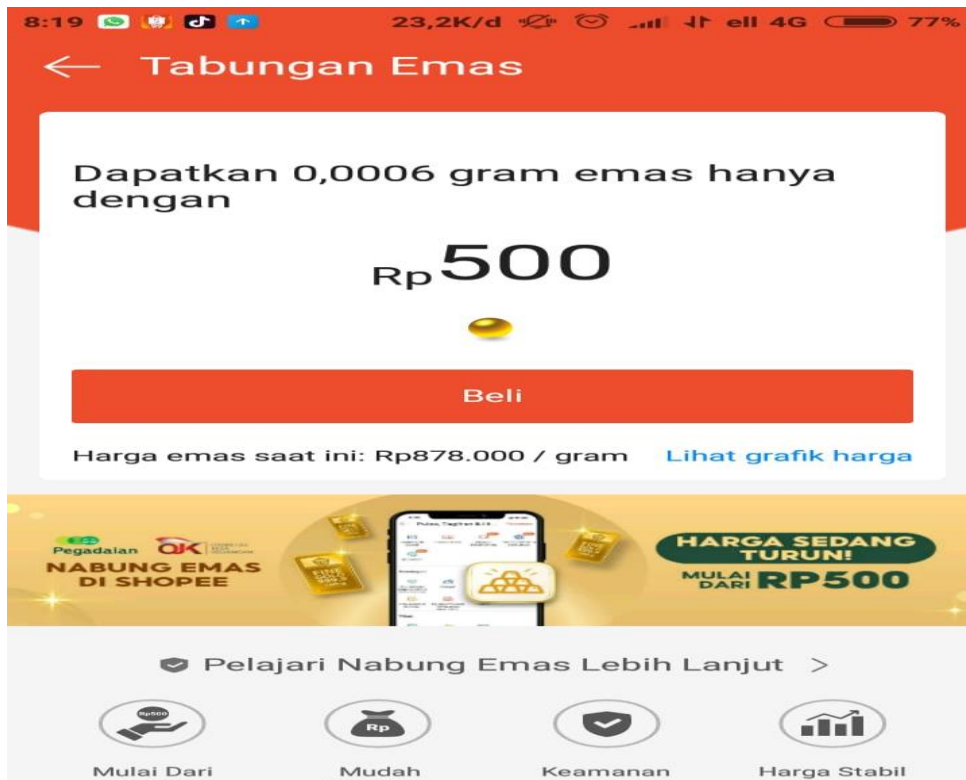 8:19 23,2K/d 4G 77%
Tabungan Emas
Dapatkan 0,0006 gram emas hanya
dengan
Rp500
Beli
Harga emas saat ini: Rp878.000 / gram Lihat grafik harga
Pegadaian OJK
NABUNG EMAS
DI SHOPEE
HARGA SEDANG
TURUN!
MULAI
DARI RP500
Pelajari Nabung Emas Lebih Lanjut >
Rp500
Rp
Mulai Dari Mudah Keamanan Harga Stabil